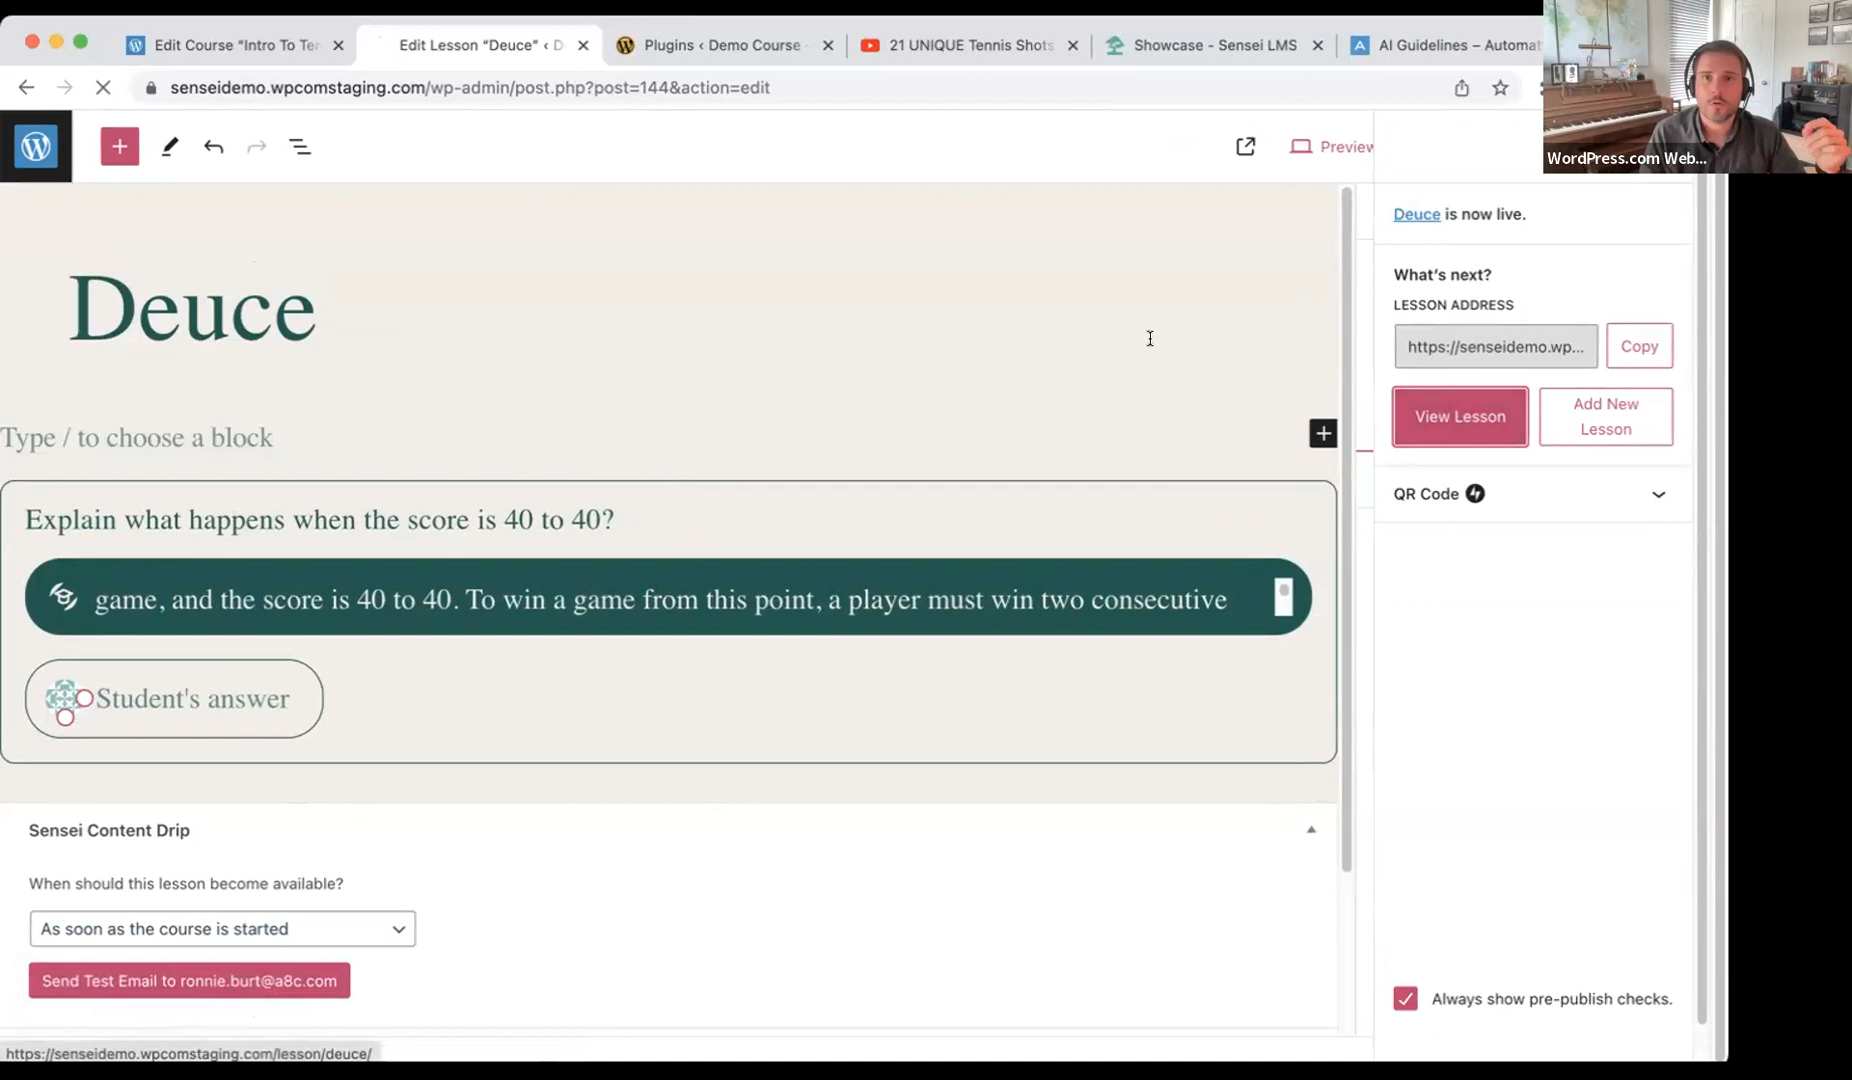 Edit Course “Intro To Ten
Edit Lesson “Deuce” ‹ D
Plugins ‹ Demo Course -
21 UNIQUE Tennis Shots
Showcase - Sensei LMS
AI Guidelines – Automat
senseidemo.wpcomstaging.com/wp-admin/post.php?post=144&action=edit
WordPress.com Web...
Preview
Deuce is now live.
Deuce
What’s next?
LESSON ADDRESS
https://senseidemo.wp...
Copy
View Lesson
Add New
Lesson
Type / to choose a block
QR Code
Explain what happens when the score is 40 to 40?
game, and the score is 40 to 40. To win a game from this point, a player must win two consecutive
Student's answer
Sensei Content Drip
When should this lesson become available?
As soon as the course is started
Send Test Email to ronnie.burt@a8c.com
Always show pre-publish checks.
https://senseidemo.wpcomstaging.com/lesson/deuce/